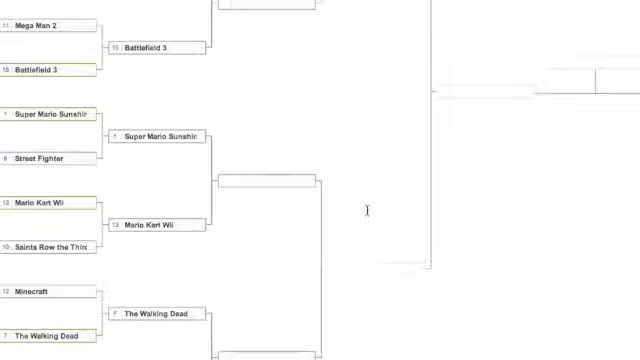 11 Mega Man 2
15 Battlefield 3
15 Battlefield 3
1 Super Mario Sunshin
1 Super Mario Sunshin
9 Street Fighter
13 Mario Kart Wii
13 Mario Kart Wii
10 Saints Row the Third
12 Minecraft
7 The Walking Dead
7 The Walking Dead